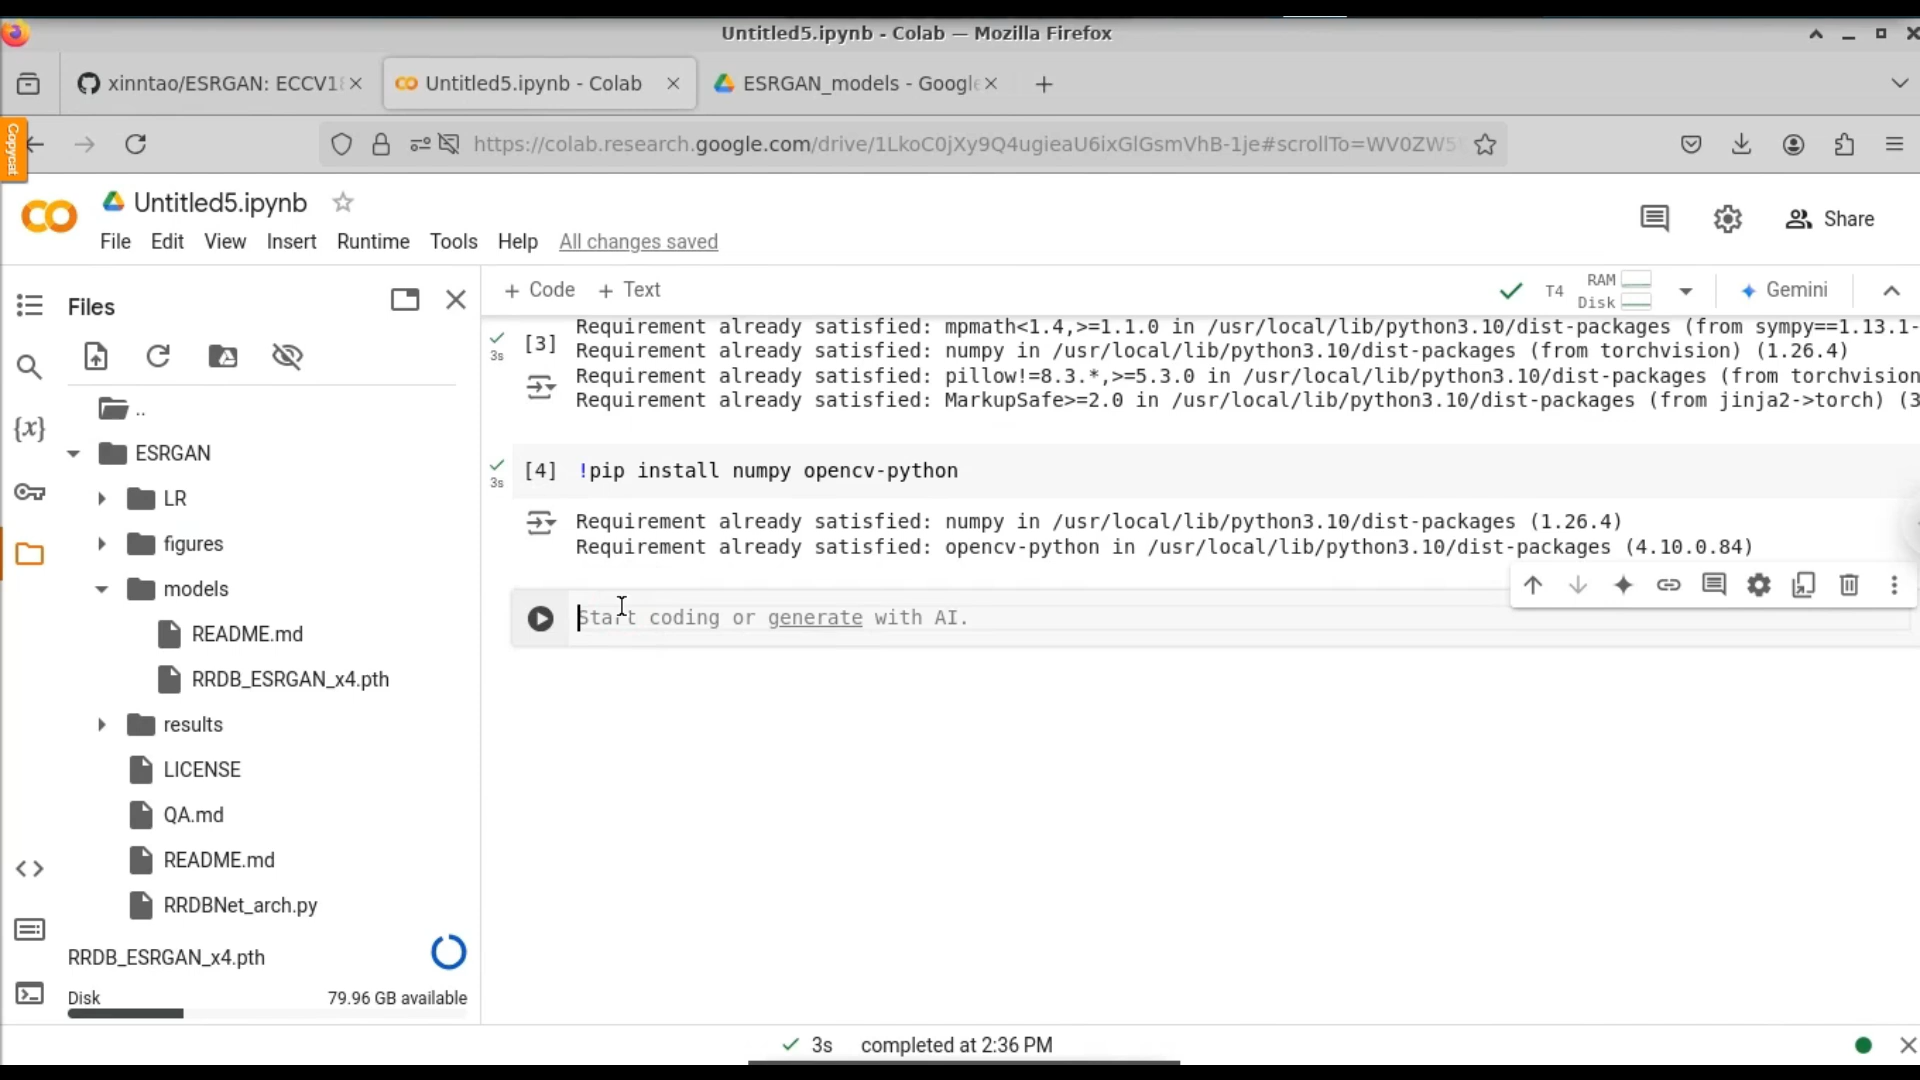 Untitled5.ipynb - Colab — Mozilla Firefox
xinntao/ESRGAN: ECCV18
Untitled5.ipynb - Colab
ESRGAN_models - Google
Copycat
https://colab.research.google.com/drive/1LkoC0jXy9Q4ugieaU6ixGlGsmVhB-1je#scrollTo=WV0ZW5
Untitled5.ipynb
File Edit View Insert Runtime Tools Help All changes saved
Share
Files
+ Code + Text
T4
RAM
Disk
Gemini
..
ESRGAN
LR
figures
models
README.md
RRDB_ESRGAN_x4.pth
results
LICENSE
QA.md
README.md
RRDBNet_arch.py
RRDB_ESRGAN_x4.pth
Disk 79.96 GB available
3s
[3]
Requirement already satisfied: mpmath<1.4,>=1.1.0 in /usr/local/lib/python3.10/dist-packages (from sympy==1.13.1-
Requirement already satisfied: numpy in /usr/local/lib/python3.10/dist-packages (from torchvision) (1.26.4)
Requirement already satisfied: pillow!=8.3.*,>=5.3.0 in /usr/local/lib/python3.10/dist-packages (from torchvision
Requirement already satisfied: MarkupSafe>=2.0 in /usr/local/lib/python3.10/dist-packages (from jinja2->torch) (3
3s
[4] !pip install numpy opencv-python
Requirement already satisfied: numpy in /usr/local/lib/python3.10/dist-packages (1.26.4)
Requirement already satisfied: opencv-python in /usr/local/lib/python3.10/dist-packages (4.10.0.84)
Start coding or generate with AI.
3s completed at 2:36 PM